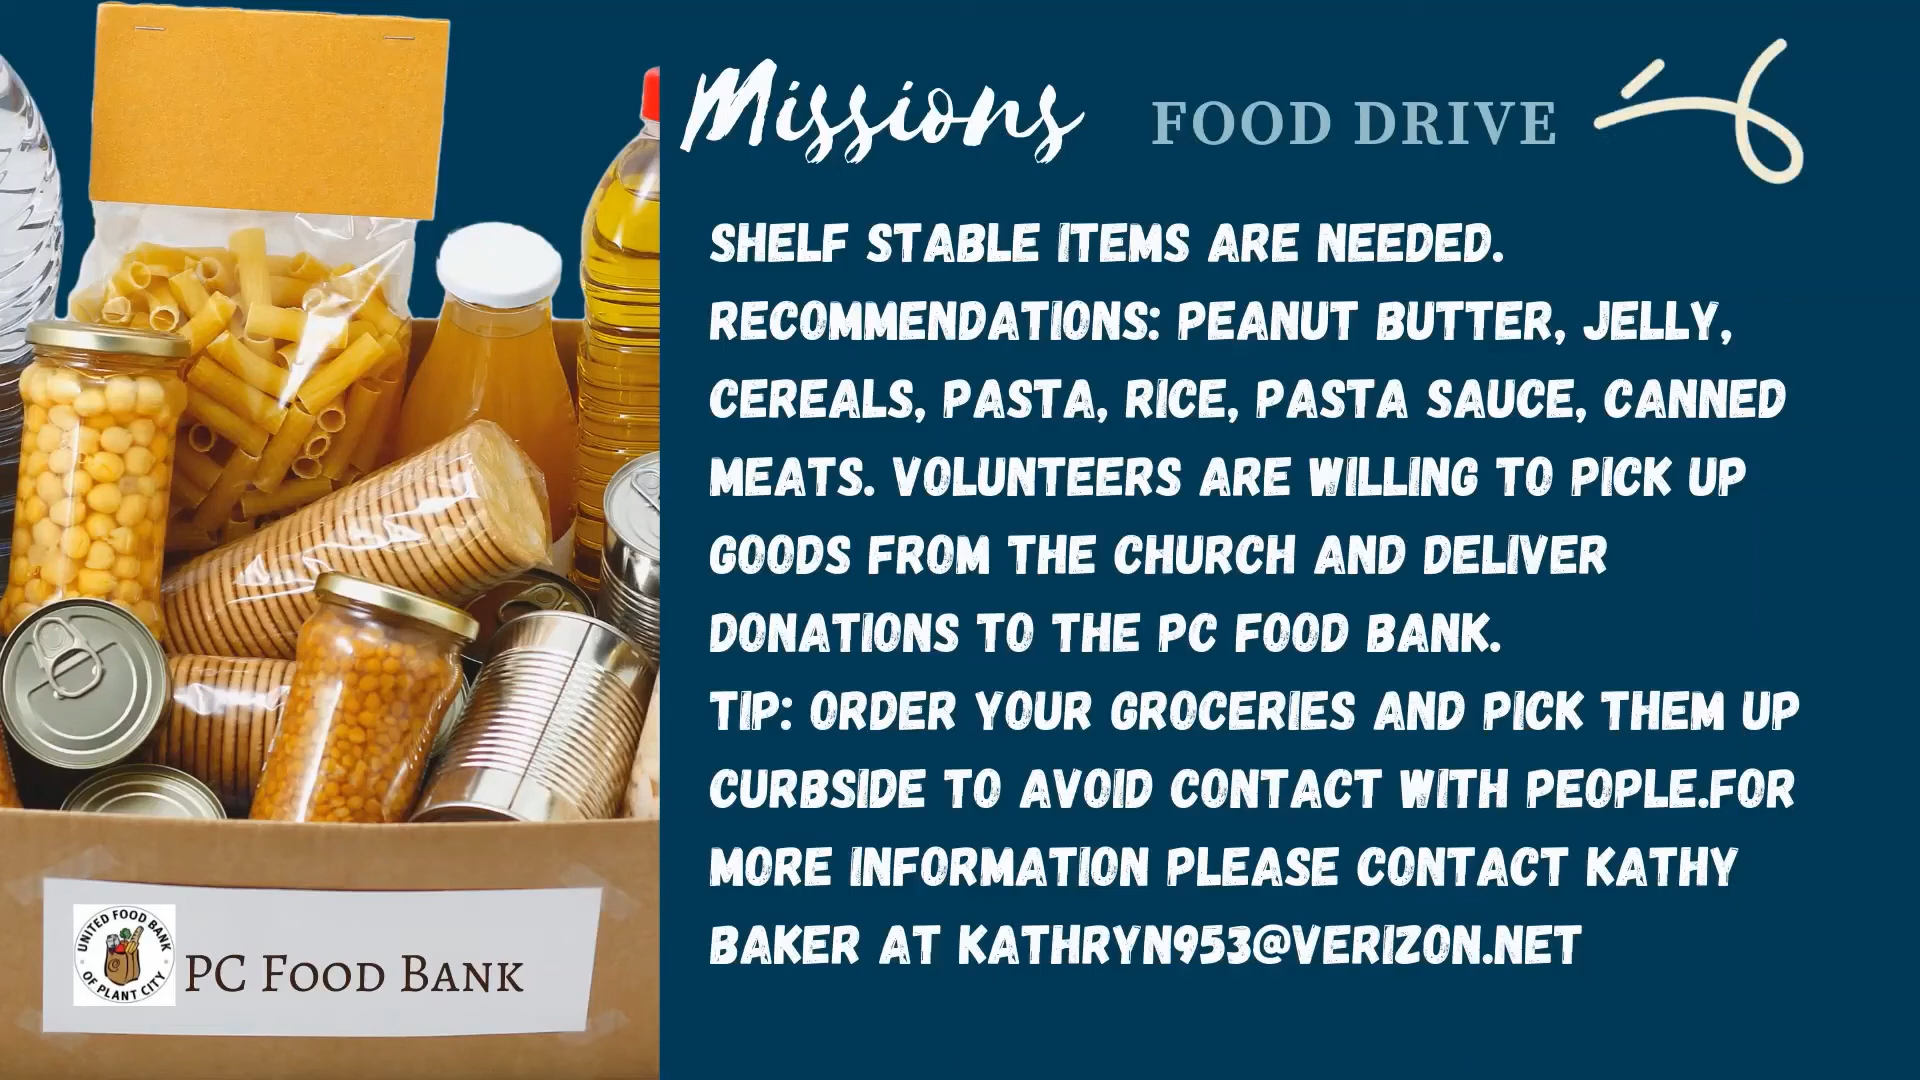 Missions FOOD DRIVE
SHELF STABLE ITEMS ARE NEEDED.
RECOMMENDATIONS: PEANUT BUTTER, JELLY,
CEREALS, PASTA, RICE, PASTA SAUCE, CANNED
MEATS. VOLUNTEERS ARE WILLING TO PICK UP
GOODS FROM THE CHURCH AND DELIVER
DONATIONS TO THE PC FOOD BANK.
TIP: ORDER YOUR GROCERIES AND PICK THEM UP
CURBSIDE TO AVOID CONTACT WITH PEOPLE.FOR
MORE INFORMATION PLEASE CONTACT KATHY
BAKER AT KATHRYN953@VERIZON.NET
UNITED FOOD BANK
OF PLANT CITY
PC FOOD BANK